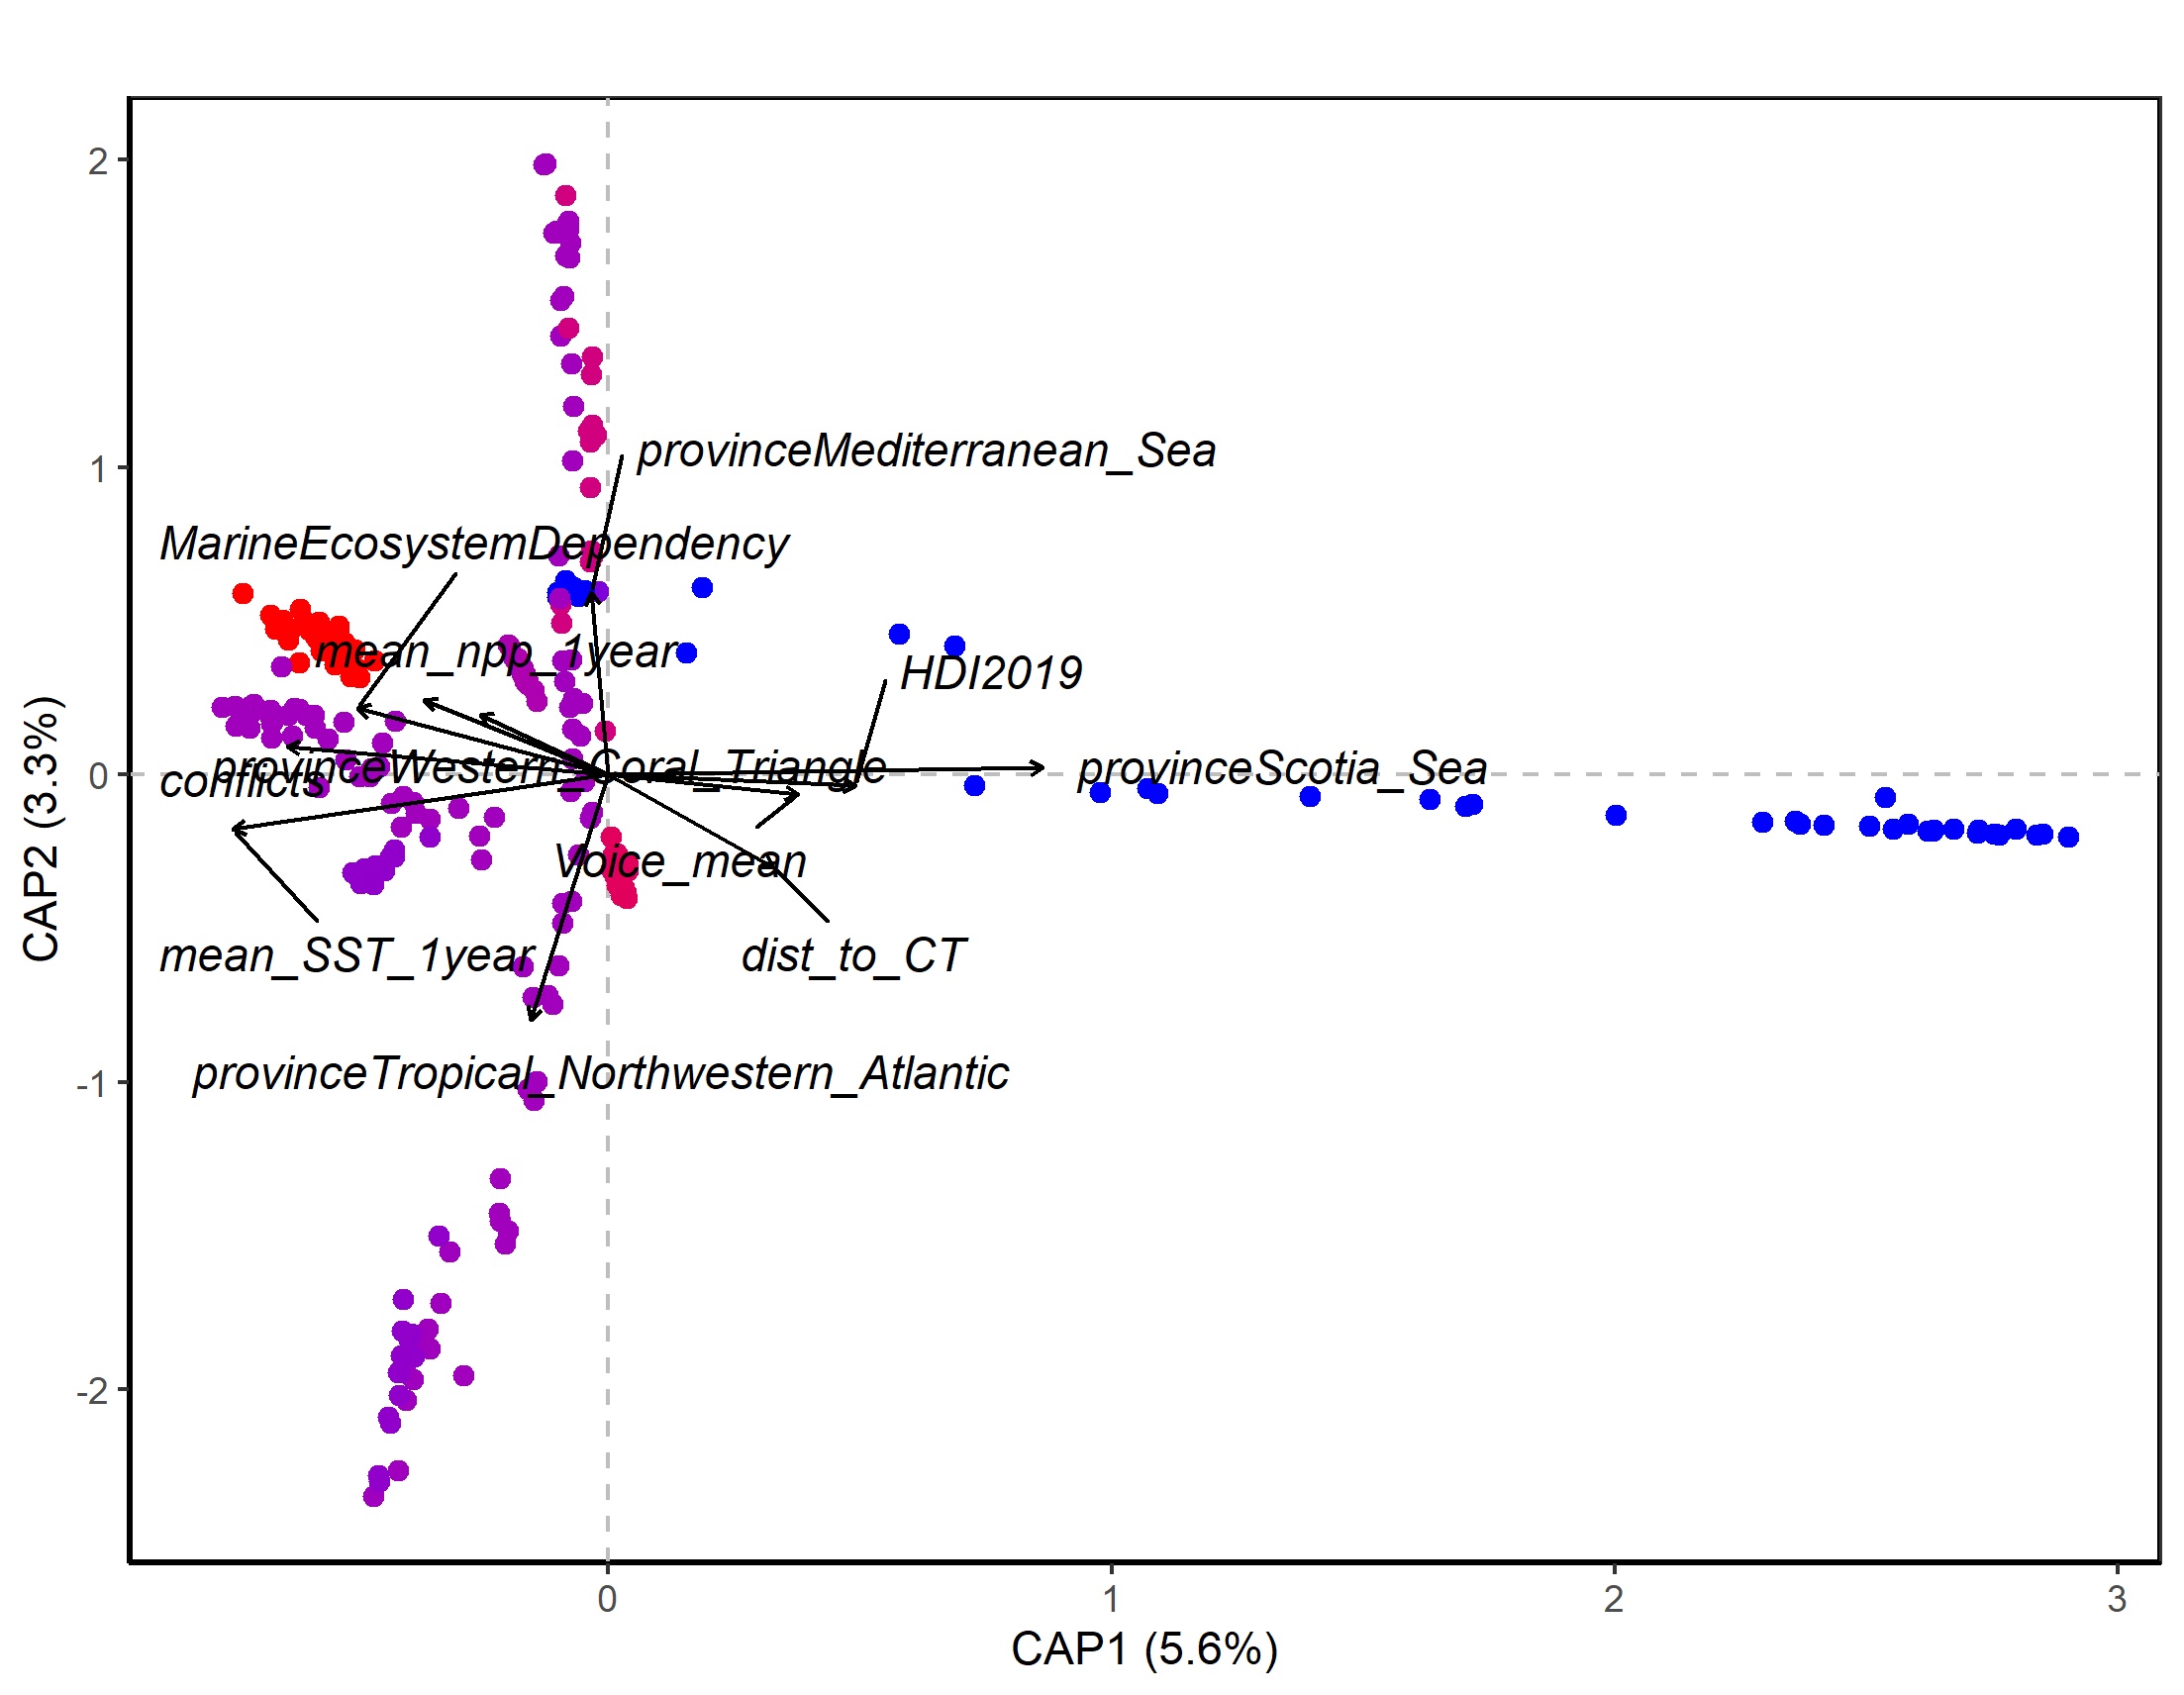 2
provinceMediterranean_Sea
1
MarineEcosystemDependency
mean_npp_1year
HDI2019
provinceWestern_Coral_Triangle
provinceScotia_Sea
conflicts
0
Voice_mean
mean_SST_1year
dist_to_CT
provinceTropical_Northwestern_Atlantic
-1
-2
CAP2 (3.3%)
0 1 2 3
CAP1 (5.6%)